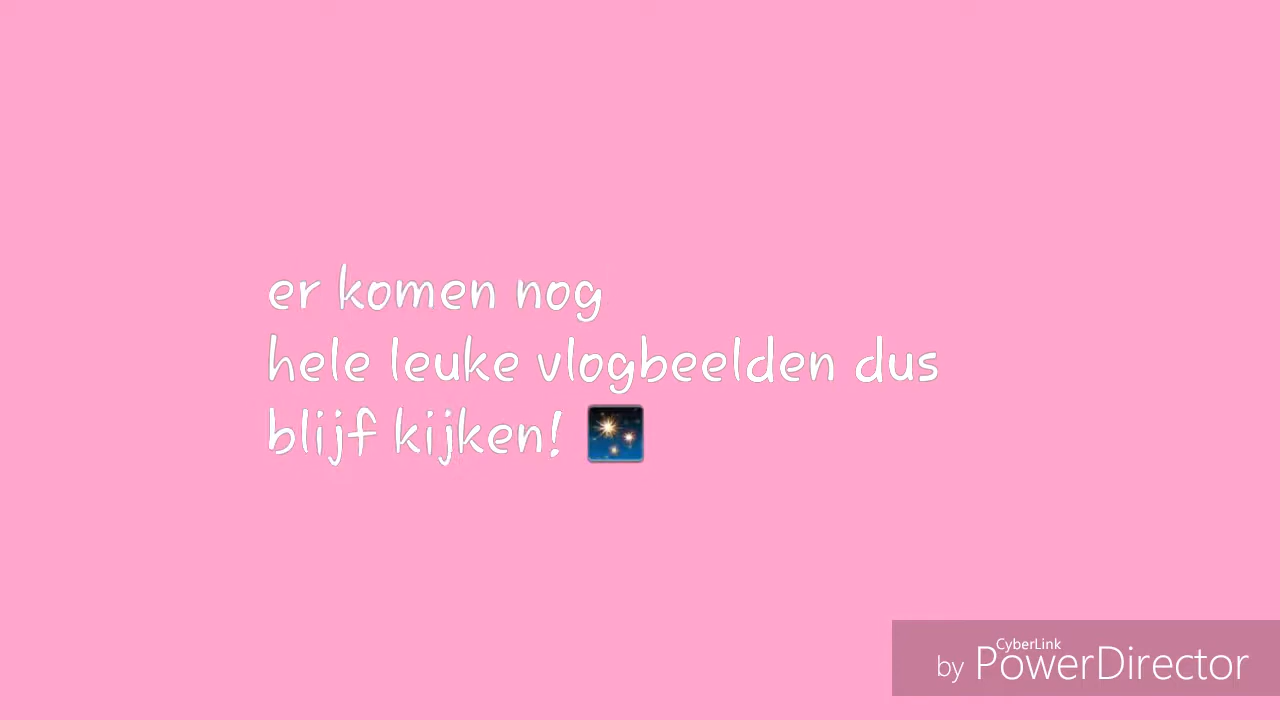 er komen nog
hele leuke vlogbeelden dus
blijf kijken! 🎆
CyberLink
by PowerDirector